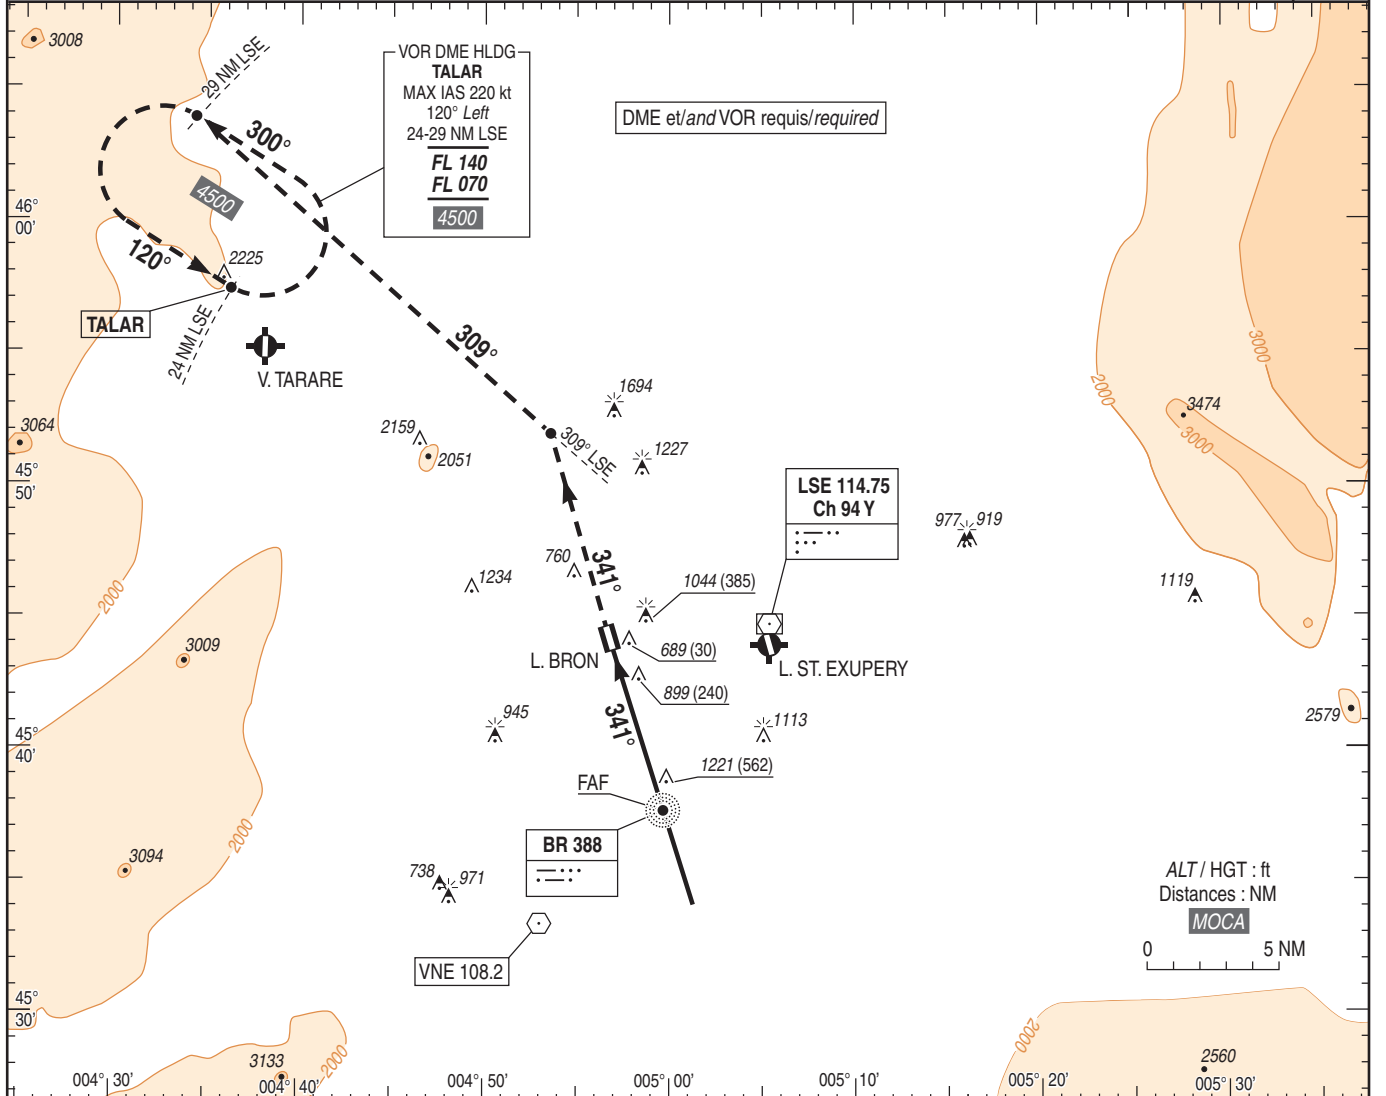 3008
29 NM LSE
VOR DME HLDG
TALAR
MAX IAS 220 kt
120° Left
24-29 NM LSE
FL 140
FL 070
4500
DME et/and VOR requis/required
300°
4500
46°
00'
120°
2225
TALAR
24 NM LSE
V. TARARE
309°
3000
2000
3474
3000
1694
3064
2159
2051
309° LSE
1227
45°
50'
LSE 114.75
Ch 94 Y
977
919
760
341°
1234
1044 (385)
1119
2000
3009
L. BRON
689 (30)
L. ST. EXUPERY
899 (240)
945
341°
1113
2579
45°
40'
1221 (562)
FAF
BR 388
2000
3094
738
971
ALT / HGT : ft
Distances : NM
MOCA
0
5 NM
VNE 108.2
45°
30'
2000
2000
3133
2560
004° 30'
004° 40'
004° 50'
005° 00'
005° 10'
005° 20'
005° 30'